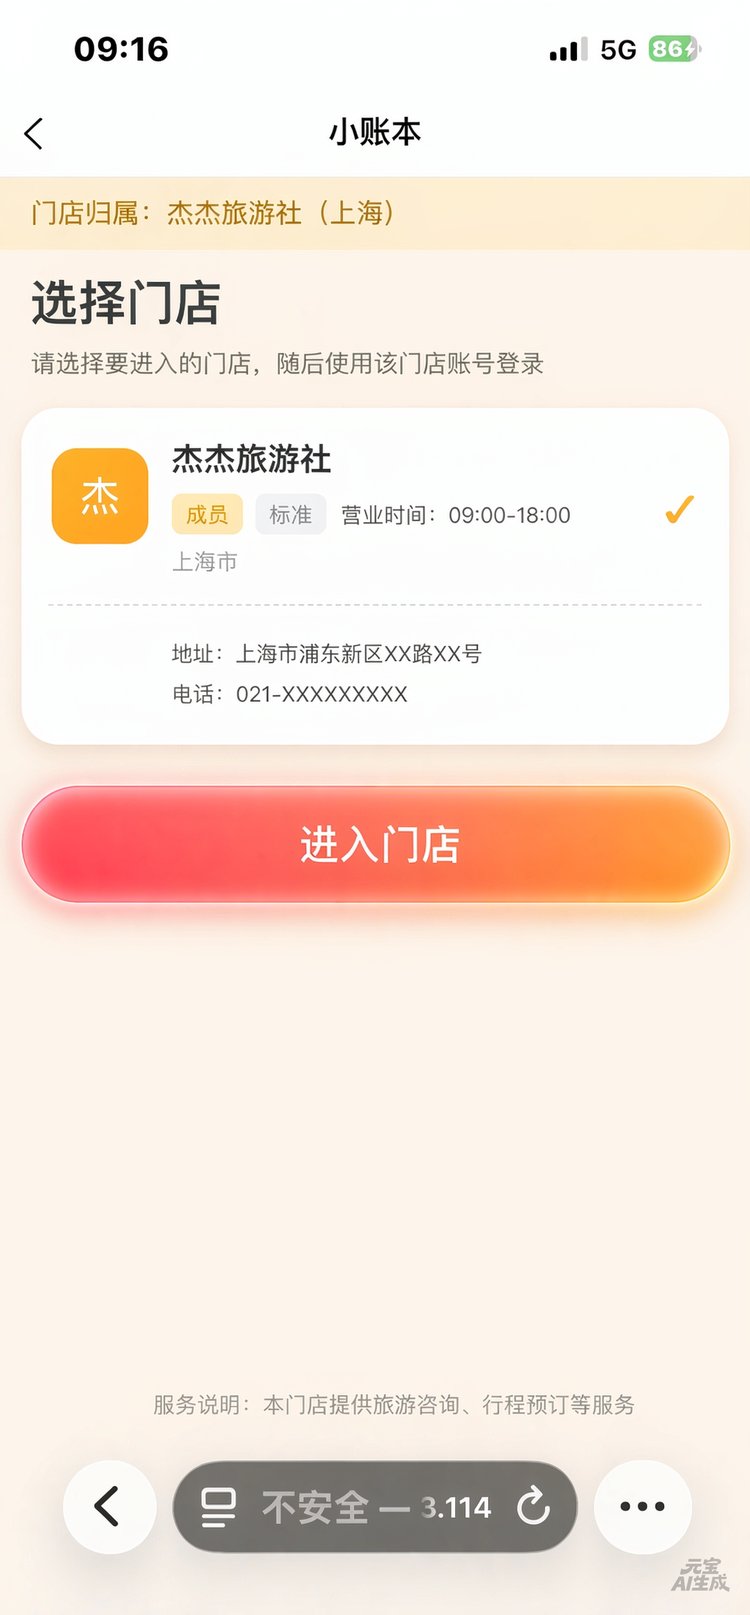 09:16
5G 86
小账本
门店归属：杰杰旅游社（上海）
选择门店
请选择要进入的门店，随后使用该门店账号登录
杰
杰杰旅游社
成员 标准 营业时间：09:00-18:00
上海市
地址：上海市浦东新区XX路XX号
电话：021-XXXXXXXXX
进入门店
服务说明：本门店提供旅游咨询、行程预订等服务
不安全 — 3.114
元宝
AI生成